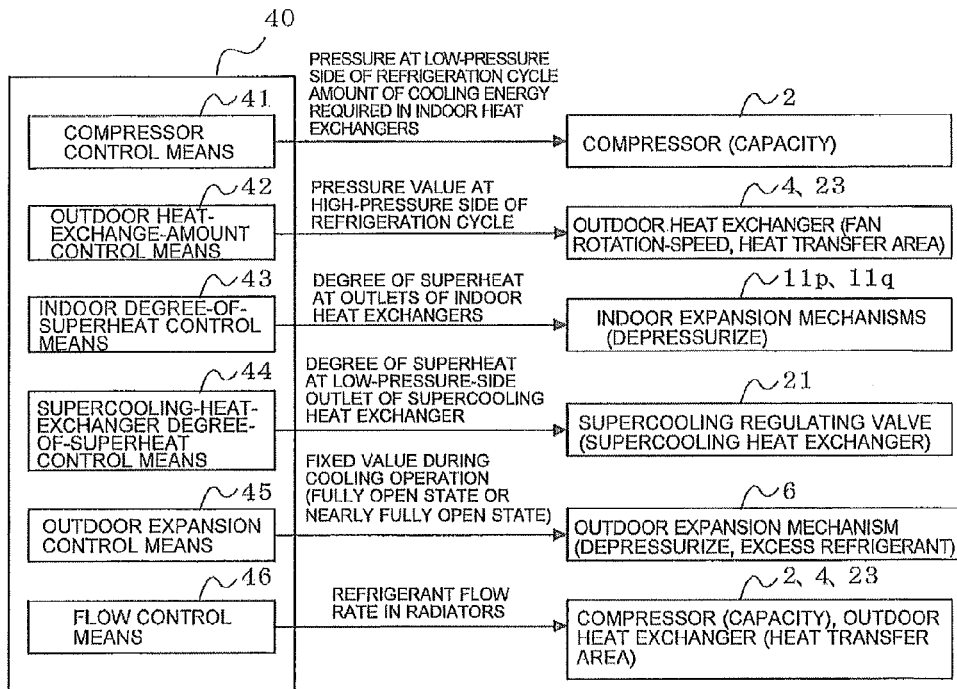 40
PRESSURE AT LOW-PRESSURE
SIDE OF REFRIGERATION CYCLE
AMOUNT OF COOLING ENERGY
REQUIRED IN INDOOR HEAT
EXCHANGERS
41
COMPRESSOR
CONTROL MEANS
2
COMPRESSOR (CAPACITY)
42
OUTDOOR HEAT-
EXCHANGE-AMOUNT
CONTROL MEANS
PRESSURE VALUE AT
HIGH-PRESSURE SIDE OF
REFRIGERATION CYCLE
4、23
OUTDOOR HEAT EXCHANGER (FAN
ROTATION-SPEED, HEAT TRANSFER AREA)
43
INDOOR DEGREE-OF-
SUPERHEAT CONTROL
MEANS
DEGREE OF SUPERHEAT
AT OUTLETS OF INDOOR
HEAT EXCHANGERS
11p、11q
INDOOR EXPANSION MECHANISMS
(DEPRESSURIZE)
44
SUPERCOOLING-HEAT-
EXCHANGER DEGREE-
OF-SUPERHEAT
CONTROL MEANS
DEGREE OF SUPERHEAT
AT LOW-PRESSURE-SIDE
OUTLET OF SUPERCOOLING
HEAT EXCHANGER
21
SUPERCOOLING REGULATING VALVE
(SUPERCOOLING HEAT EXCHANGER)
45
OUTDOOR EXPANSION
CONTROL MEANS
FIXED VALUE DURING
COOLING OPERATION
(FULLY OPEN STATE OR
NEARLY FULLY OPEN STATE)
6
OUTDOOR EXPANSION MECHANISM
(DEPRESSURIZE, EXCESS REFRIGERANT)
46
FLOW CONTROL
MEANS
REFRIGERANT FLOW
RATE IN RADIATORS
2、4、23
COMPRESSOR (CAPACITY), OUTDOOR
HEAT EXCHANGER (HEAT TRANSFER
AREA)